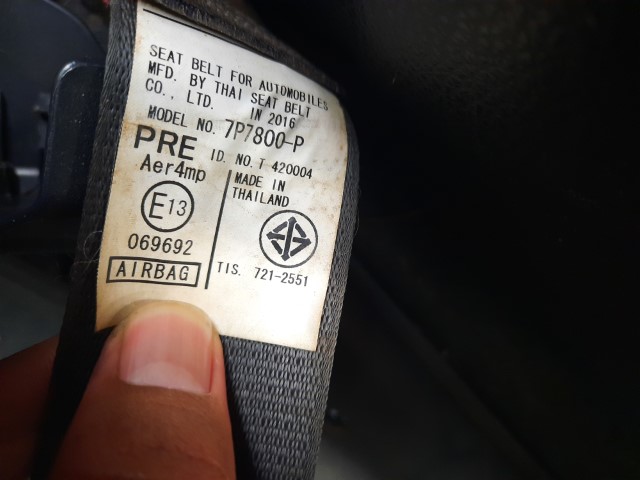 SEAT BELT FOR AUTOMOBILES
MFD. BY THAI SEAT BELT
CO., LTD. IN 2016
MODEL NO. 7P7800-P
PRE ID. NO. T 420004
Aer4mp
MADE IN
THAILAND
E13
069692
AIRBAG
TIS. 721-2551